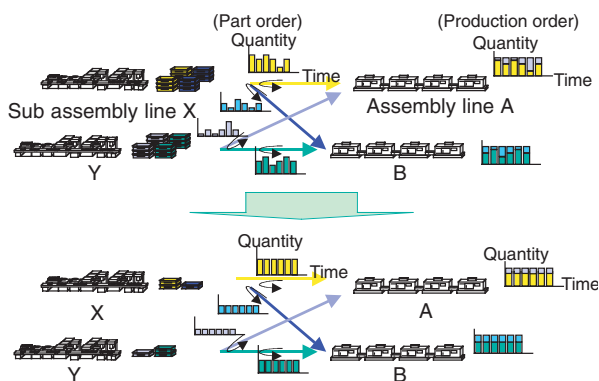 (Part order)
(Production order)
Quantity
Quantity
Time
Time
Sub assembly line X
Assembly line A
Y
B
Quantity
Quantity
Time
Time
X
A
Y
B